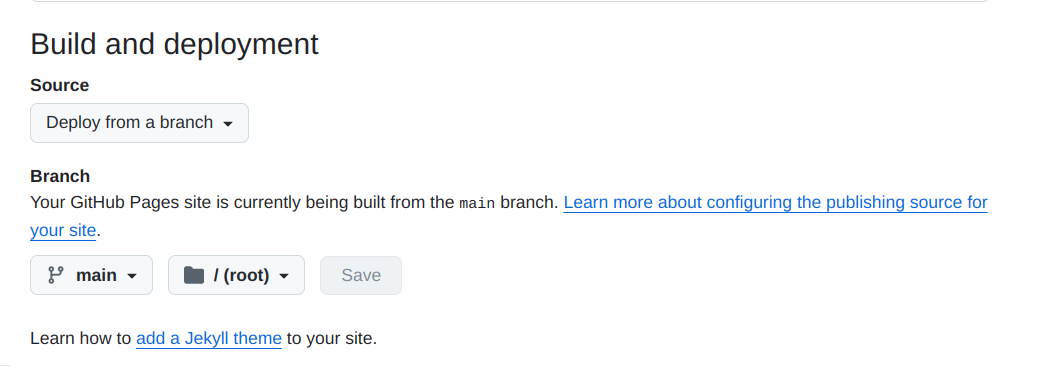 Build and deployment
Source
Deploy from a branch
Branch
Your GitHub Pages site is currently being built from the main branch. Learn more about configuring the publishing source for
your site.
main / (root) Save
Learn how to add a Jekyll theme to your site.